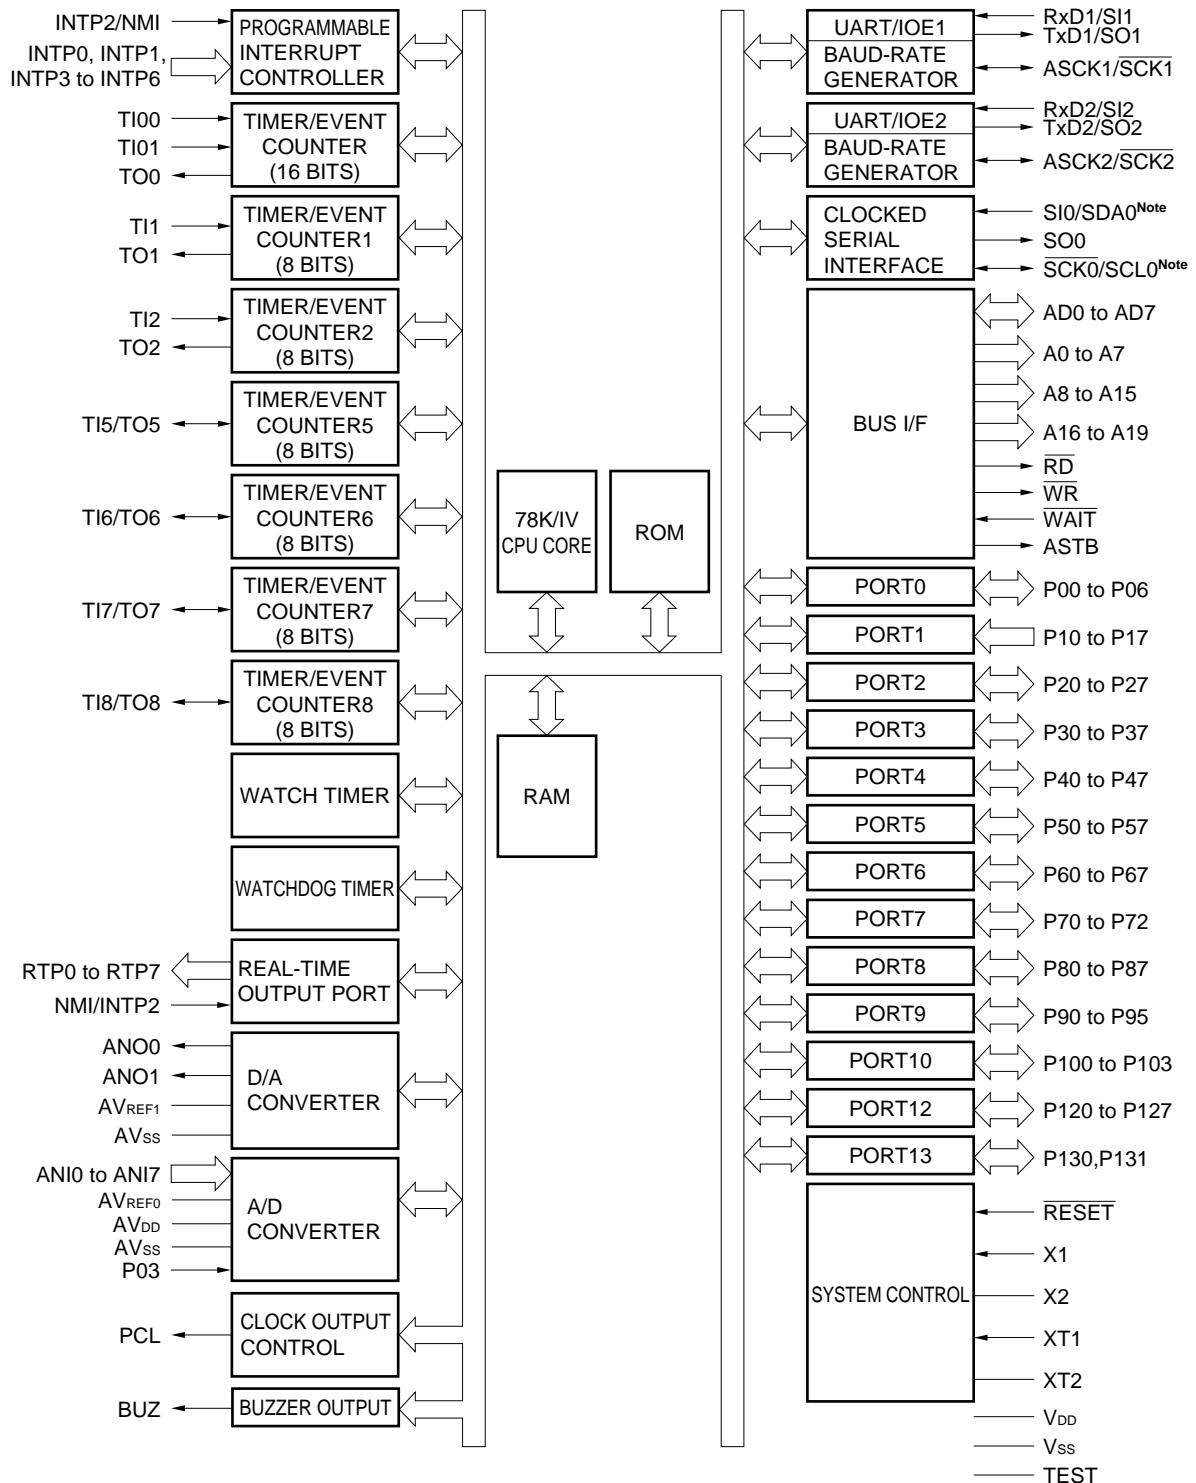 INTP2/NMI
INTP0, INTP1,
INTP3 to INTP6
PROGRAMMABLE
INTERRUPT
CONTROLLER
TI00
TI01
TO0
TIMER/EVENT
COUNTER
(16 BITS)
TI1
TO1
TIMER/EVENT
COUNTER1
(8 BITS)
TI2
TO2
TIMER/EVENT
COUNTER2
(8 BITS)
TI5/TO5
TIMER/EVENT
COUNTER5
(8 BITS)
TI6/TO6
TIMER/EVENT
COUNTER6
(8 BITS)
TI7/TO7
TIMER/EVENT
COUNTER7
(8 BITS)
TI8/TO8
TIMER/EVENT
COUNTER8
(8 BITS)
WATCH TIMER
WATCHDOG TIMER
RTP0 to RTP7
NMI/INTP2
REAL-TIME
OUTPUT PORT
ANO0
ANO1
AVREF1
AVSS
D/A
CONVERTER
ANI0 to ANI7
AVREF0
AVDD
AVSS
P03
A/D
CONVERTER
PCL
CLOCK OUTPUT
CONTROL
BUZ
BUZZER OUTPUT
78K/IV
CPU CORE
ROM
RAM
UART/IOE1
BAUD-RATE
GENERATOR
RxD1/SI1
TxD1/SO1
ASCK1/SCK1
UART/IOE2
BAUD-RATE
GENERATOR
RxD2/SI2
TxD2/SO2
ASCK2/SCK2
CLOCKED
SERIAL
INTERFACE
SI0/SDA0Note
SO0
SCK0/SCL0Note
BUS I/F
AD0 to AD7
A0 to A7
A8 to A15
A16 to A19
RD
WR
WAIT
ASTB
PORT0
P00 to P06
PORT1
P10 to P17
PORT2
P20 to P27
PORT3
P30 to P37
PORT4
P40 to P47
PORT5
P50 to P57
PORT6
P60 to P67
PORT7
P70 to P72
PORT8
P80 to P87
PORT9
P90 to P95
PORT10
P100 to P103
PORT12
P120 to P127
PORT13
P130,P131
SYSTEM CONTROL
RESET
X1
X2
XT1
XT2
VDD
VSS
TEST